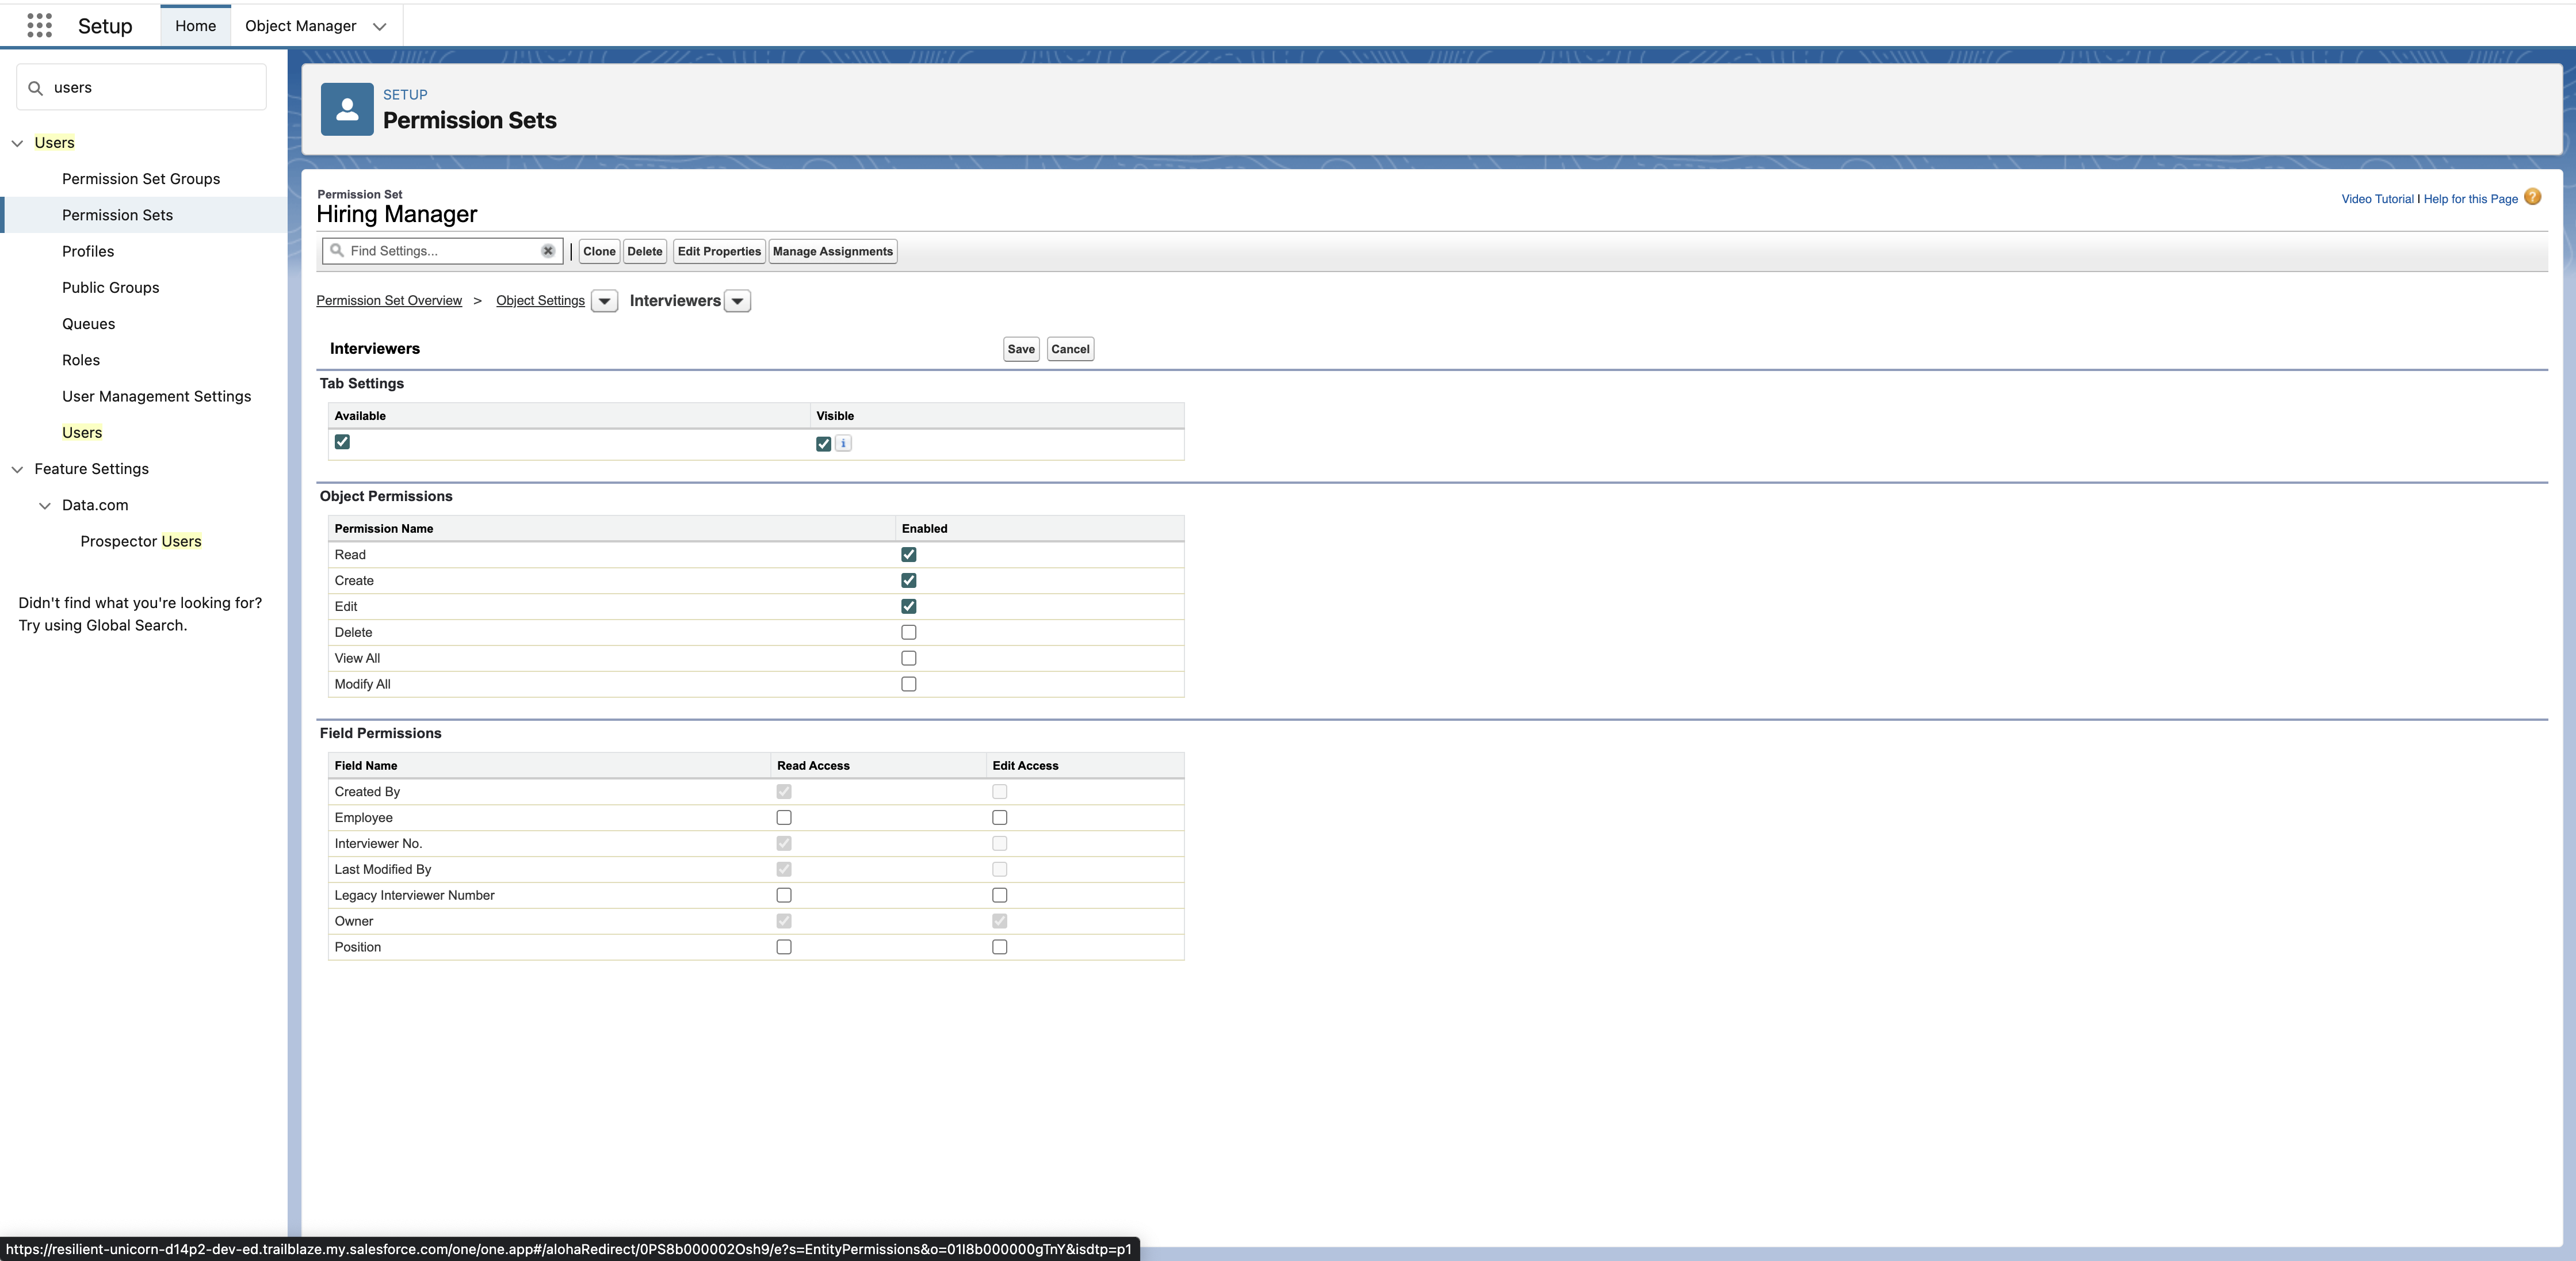 Setup
Home
Object Manager
users
Users
Permission Set Groups
Permission Sets
Profiles
Public Groups
Queues
Roles
User Management Settings
Users
Feature Settings
Data.com
Prospector Users
Didn't find what you're looking for?
Try using Global Search.
SETUP
Permission Sets
Permission Set
Hiring Manager
Video Tutorial | Help for this Page ?
Find Settings...
Clone Delete Edit Properties Manage Assignments
Permission Set Overview > Object Settings Interviewers
Interviewers
Save Cancel
Tab Settings
Available Visible
i
Object Permissions
Permission Name Enabled
Read
Create
Edit
Delete
View All
Modify All
Field Permissions
Field Name Read Access Edit Access
Created By
Employee
Interviewer No.
Last Modified By
Legacy Interviewer Number
Owner
Position
https://resilient-unicorn-d14p2-dev-ed.trailblaze.my.salesforce.com/one/one.app#/alohaRedirect/0PS8b000002Osh9/e?s=EntityPermissions&o=01I8b000000gTnY&isdtp=p1